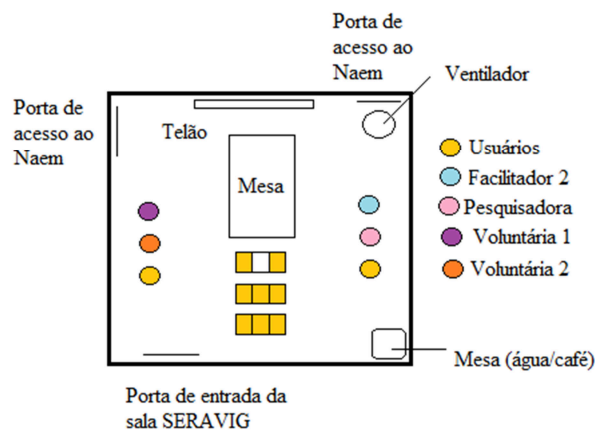 Porta de
acesso ao
Naem
Ventilador
Porta de
acesso ao
Naem
Telão
Mesa
Usuários
Facilitador 2
Pesquisadora
Voluntária 1
Voluntária 2
Mesa (água/café)
Porta de entrada da
sala SERAVIG